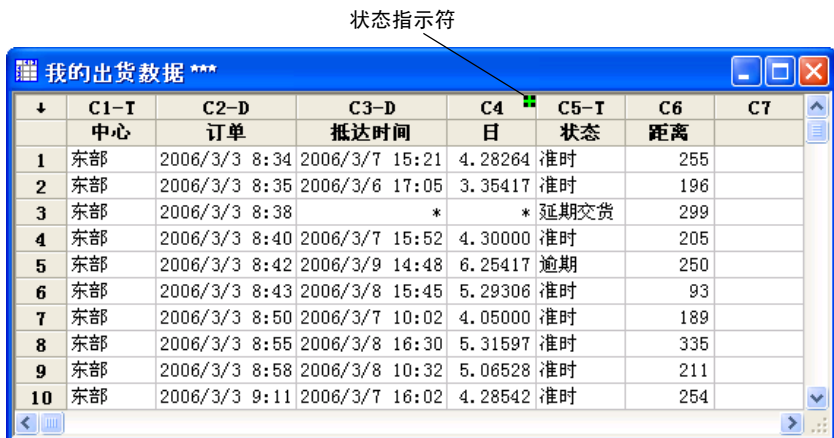 状态指示符
我的出货数据 ***
↓ C1-T C2-D C3-D C4 C5-T C6 C7
中心 订单 抵达时间 日 状态 距离
1 东部 2006/3/3 8:34 2006/3/7 15:21 4.28264 准时 255
2 东部 2006/3/3 8:35 2006/3/6 17:05 3.35417 准时 196
3 东部 2006/3/3 8:38 * * 延期交货 299
4 东部 2006/3/3 8:40 2006/3/7 15:52 4.30000 准时 205
5 东部 2006/3/3 8:42 2006/3/9 14:48 6.25417 逾期 250
6 东部 2006/3/3 8:43 2006/3/8 15:45 5.29306 准时 93
7 东部 2006/3/3 8:50 2006/3/7 10:02 4.05000 准时 189
8 东部 2006/3/3 8:55 2006/3/8 16:30 5.31597 准时 335
9 东部 2006/3/3 8:58 2006/3/8 10:32 5.06528 准时 211
10 东部 2006/3/3 9:11 2006/3/7 16:02 4.28542 准时 254